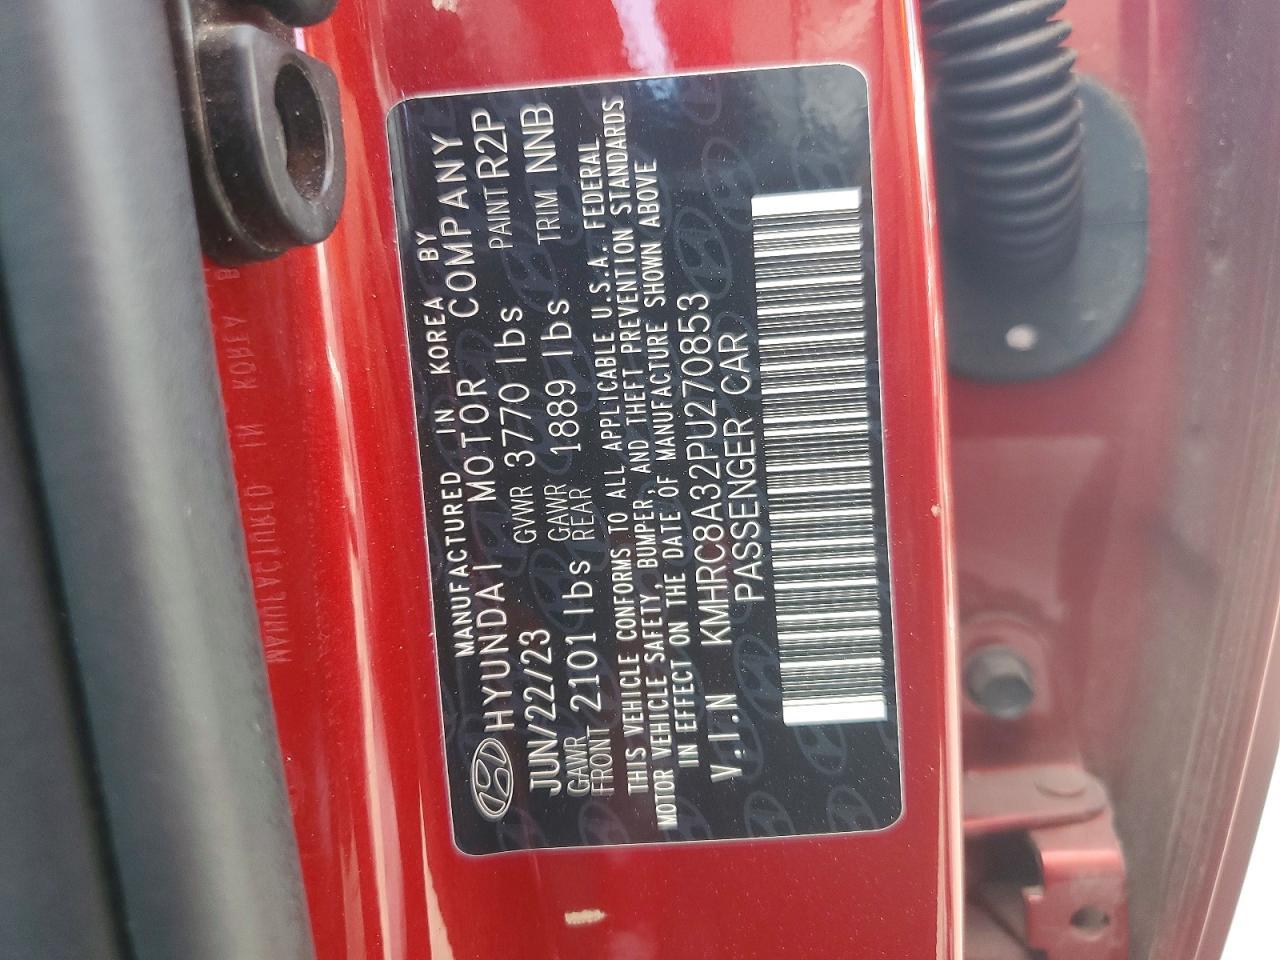 MANUFACTURED IN KOREA BY
HYUNDAI MOTOR COMPANY
JUN/22/23 GVWR 3770 lbs PAINT R2P
GAWR FRONT 2101 lbs GAWR REAR 1889 lbs TRIM NNB
THIS VEHICLE CONFORMS TO ALL APPLICABLE U.S.A. FEDERAL
MOTOR VEHICLE SAFETY, BUMPER, AND THEFT PREVENTION STANDARDS
IN EFFECT ON THE DATE OF MANUFACTURE SHOWN ABOVE
V.I.N KMHRC8A32PU270853
PASSENGER CAR